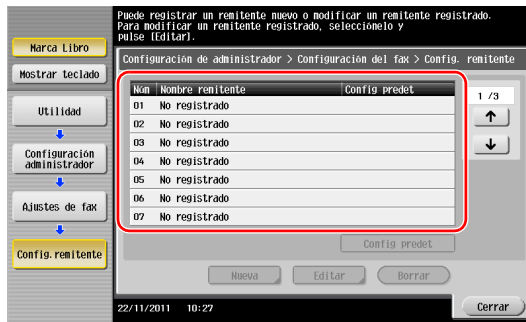 Puede registrar un remitente nuevo o modificar un remitente registrado.
Para modificar un remitente registrado, selecciónelo y
pulse [Editar].
Marca Libro
Mostrar teclado
Utilidad
Configuración
administrador
Ajustes de fax
Config. remitente
Configuración de administrador > Configuración del fax > Config. remitente
Núm Nombre remitente Config predet
01 No registrado
02 No registrado
03 No registrado
04 No registrado
05 No registrado
06 No registrado
07 No registrado
1 /3
Config predet
Nueva Editar Borrar
22/11/2011 10:27 Cerrar